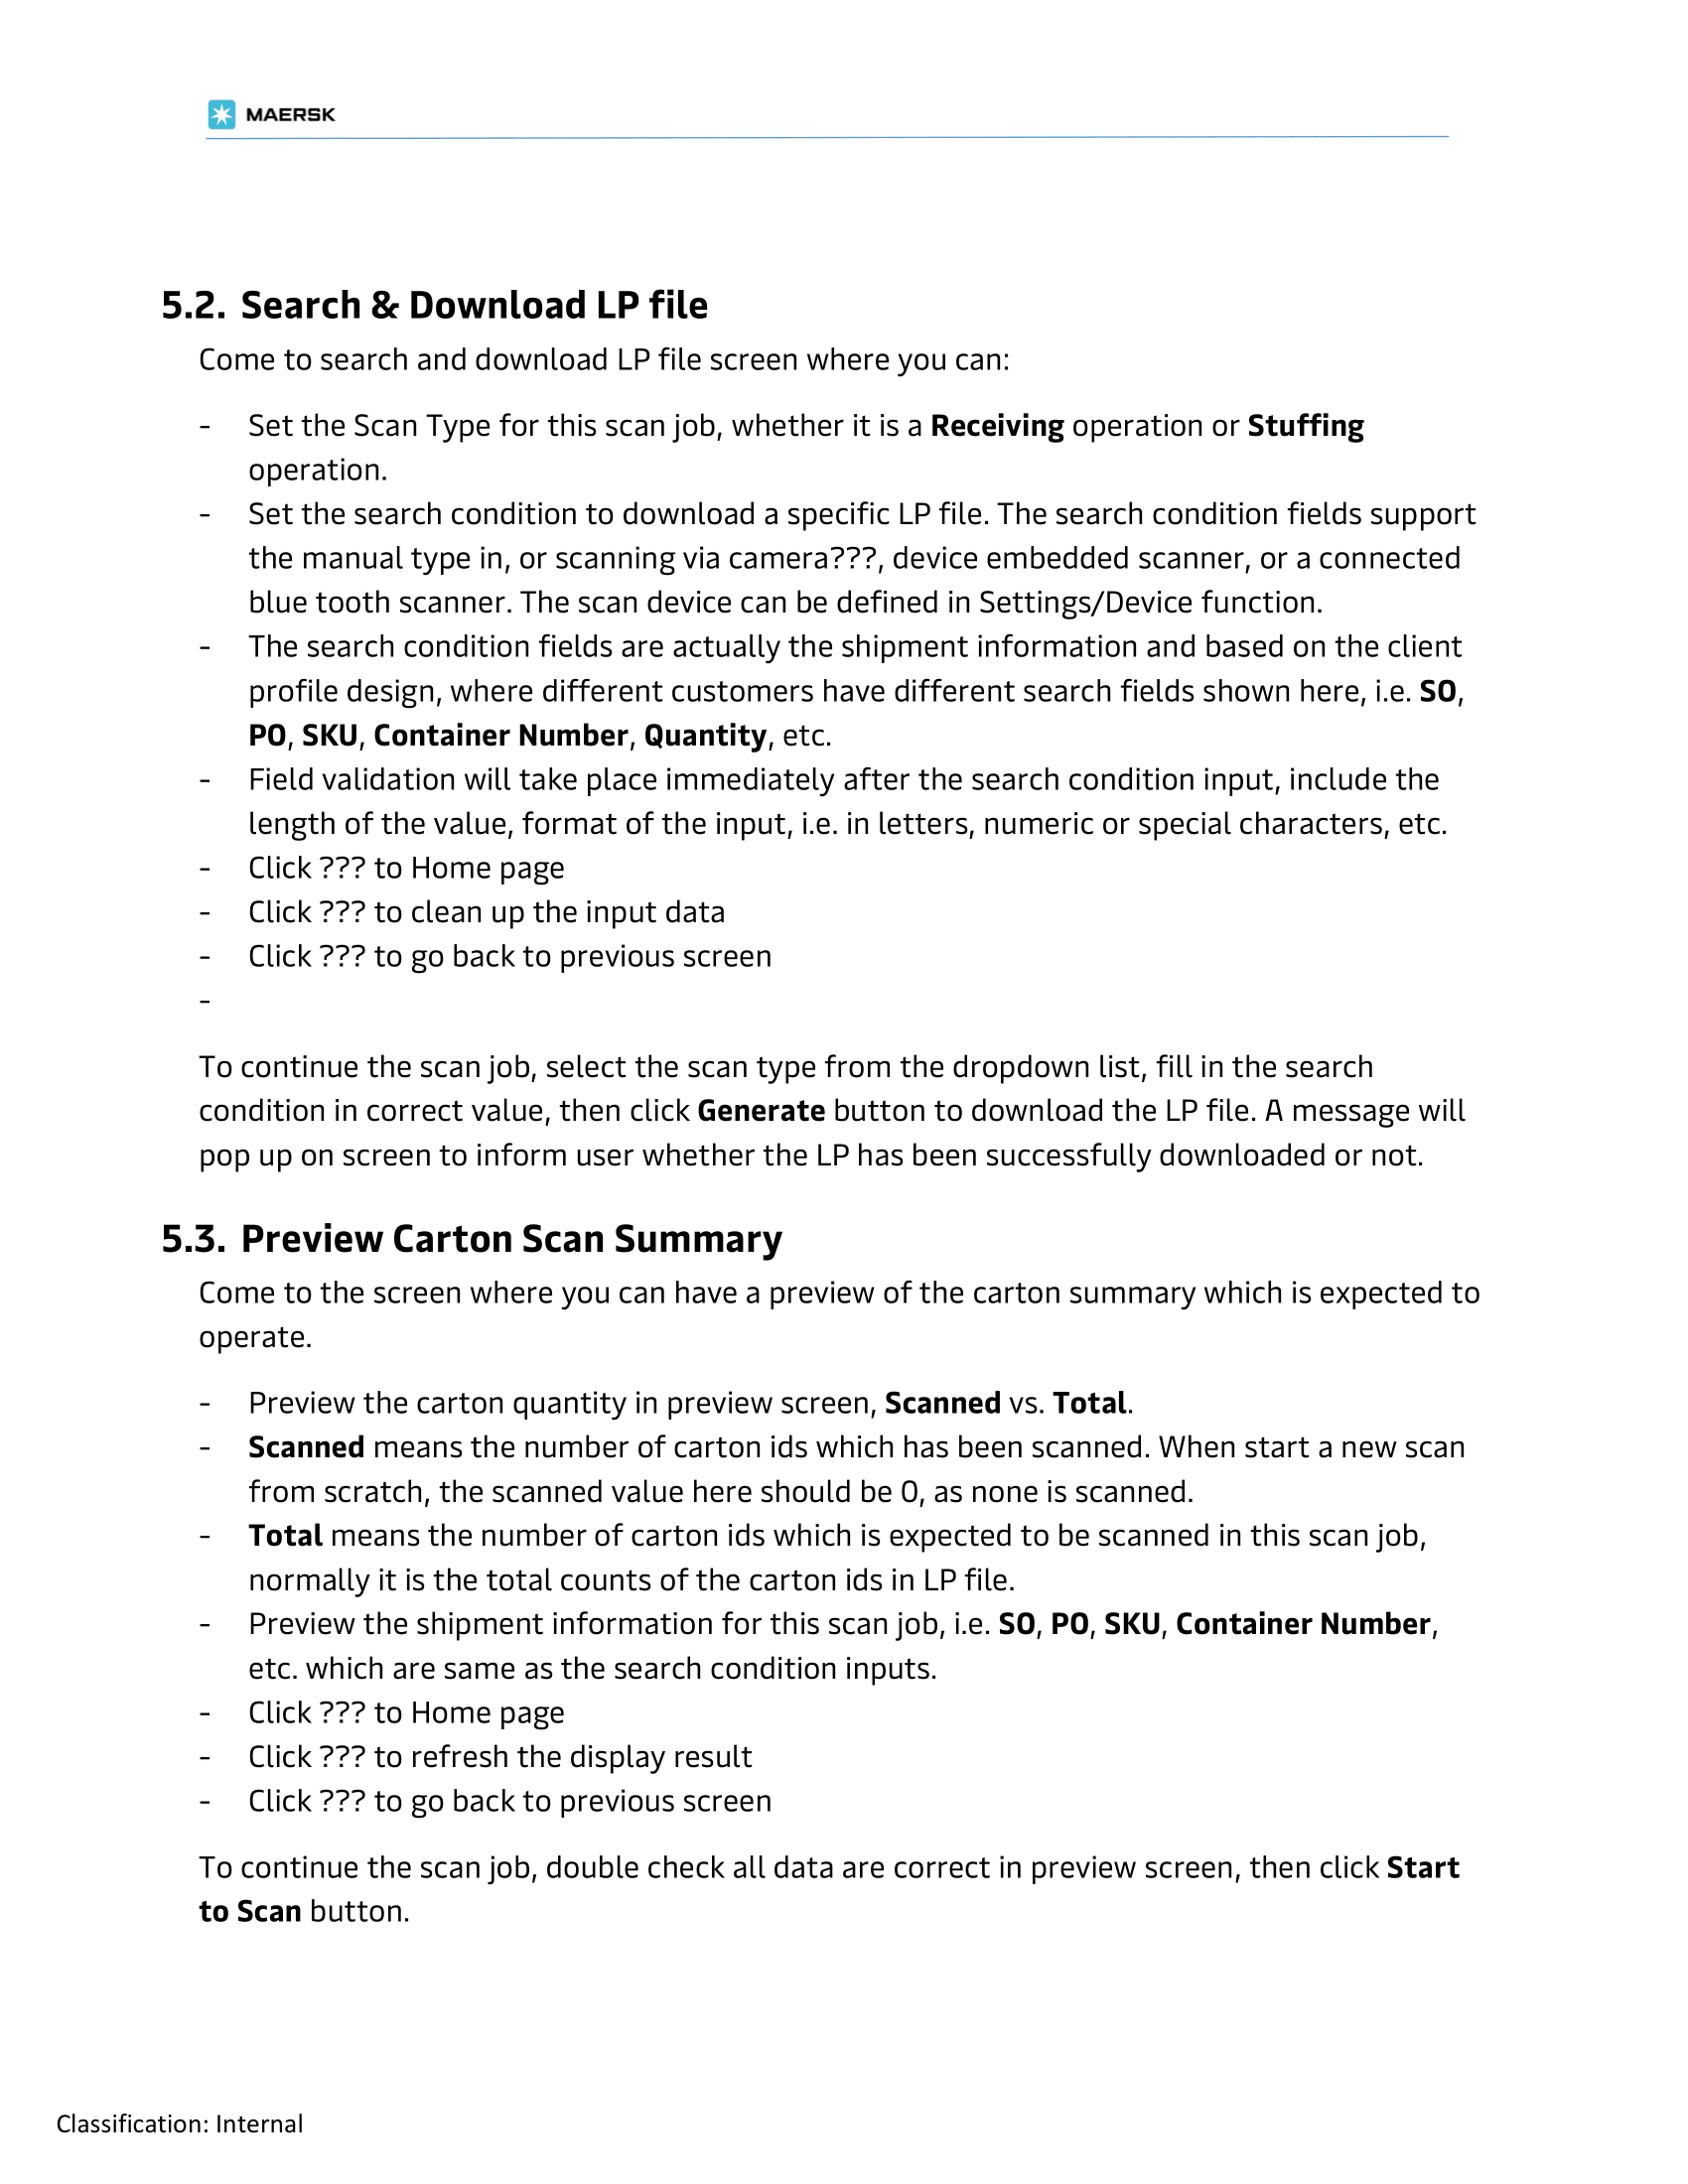 MAERSK
5.2. Search & Download LP file
Come to search and download LP file screen where you can:
- Set the Scan Type for this scan job, whether it is a Receiving operation or Stuffing
operation.
- Set the search condition to download a specific LP file. The search condition fields support
the manual type in, or scanning via camera???, device embedded scanner, or a connected
blue tooth scanner. The scan device can be defined in Settings/Device function.
- The search condition fields are actually the shipment information and based on the client
profile design, where different customers have different search fields shown here, i.e. SO,
PO, SKU, Container Number, Quantity, etc.
- Field validation will take place immediately after the search condition input, include the
length of the value, format of the input, i.e. in letters, numeric or special characters, etc.
- Click ??? to Home page
- Click ??? to clean up the input data
- Click ??? to go back to previous screen
-
To continue the scan job, select the scan type from the dropdown list, fill in the search
condition in correct value, then click Generate button to download the LP file. A message will
pop up on screen to inform user whether the LP has been successfully downloaded or not.
5.3. Preview Carton Scan Summary
Come to the screen where you can have a preview of the carton summary which is expected to
operate.
- Preview the carton quantity in preview screen, Scanned vs. Total.
- Scanned means the number of carton ids which has been scanned. When start a new scan
from scratch, the scanned value here should be 0, as none is scanned.
- Total means the number of carton ids which is expected to be scanned in this scan job,
normally it is the total counts of the carton ids in LP file.
- Preview the shipment information for this scan job, i.e. SO, PO, SKU, Container Number,
etc. which are same as the search condition inputs.
- Click ??? to Home page
- Click ??? to refresh the display result
- Click ??? to go back to previous screen
To continue the scan job, double check all data are correct in preview screen, then click Start
to Scan button.
Classification: Internal